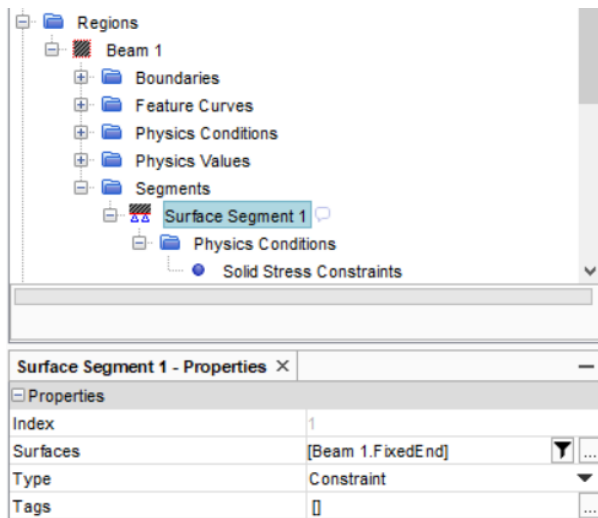 Regions
Beam 1
Boundaries
Feature Curves
Physics Conditions
Physics Values
Segments
Surface Segment 1
Physics Conditions
Solid Stress Constraints
Surface Segment 1 - Properties ×
Properties
Index 1
Surfaces [Beam 1.FixedEnd] ...
Type Constraint
Tags [] ...